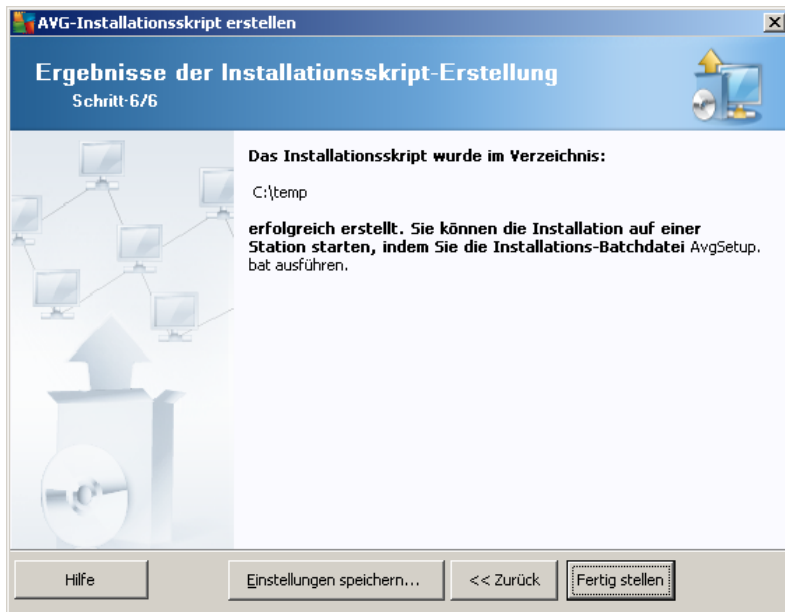 AVG-Installationsskript erstellen
Ergebnisse der Installationsskript-Erstellung
Schritt-6/6
Das Installationsskript wurde im Verzeichnis:
C:\temp
erfolgreich erstellt. Sie können die Installation auf einer
Station starten, indem Sie die Installations-Batchdatei AvgSetup.
bat ausführen.
Hilfe
Einstellungen speichern...
<< Zurück
Fertig stellen